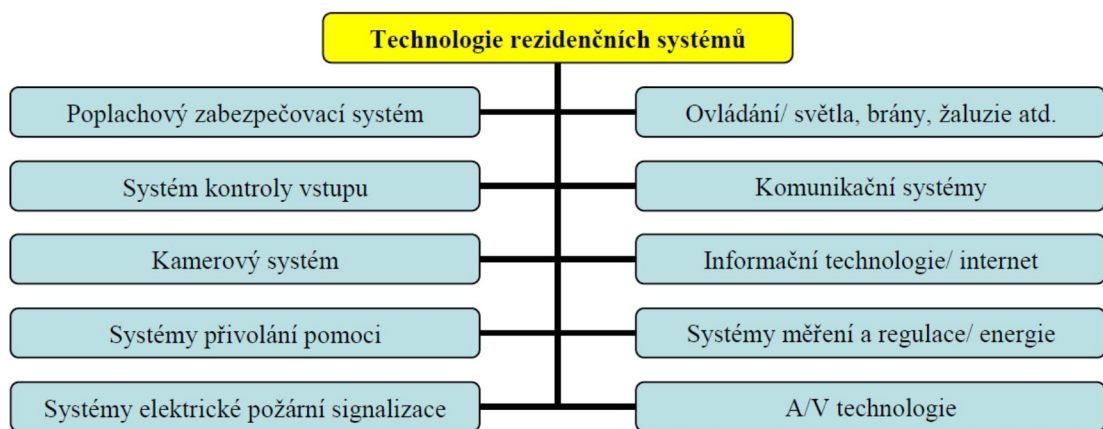 Technologie rezidenčních systémů
Poplachový zabezpečovací systém
Ovládání/ světla, brány, žaluzie atd.
Systém kontroly vstupu
Komunikační systémy
Kamerový systém
Informační technologie/ internet
Systémy přivolání pomoci
Systémy měření a regulace/ energie
Systémy elektrické požární signalizace
A/V technologie